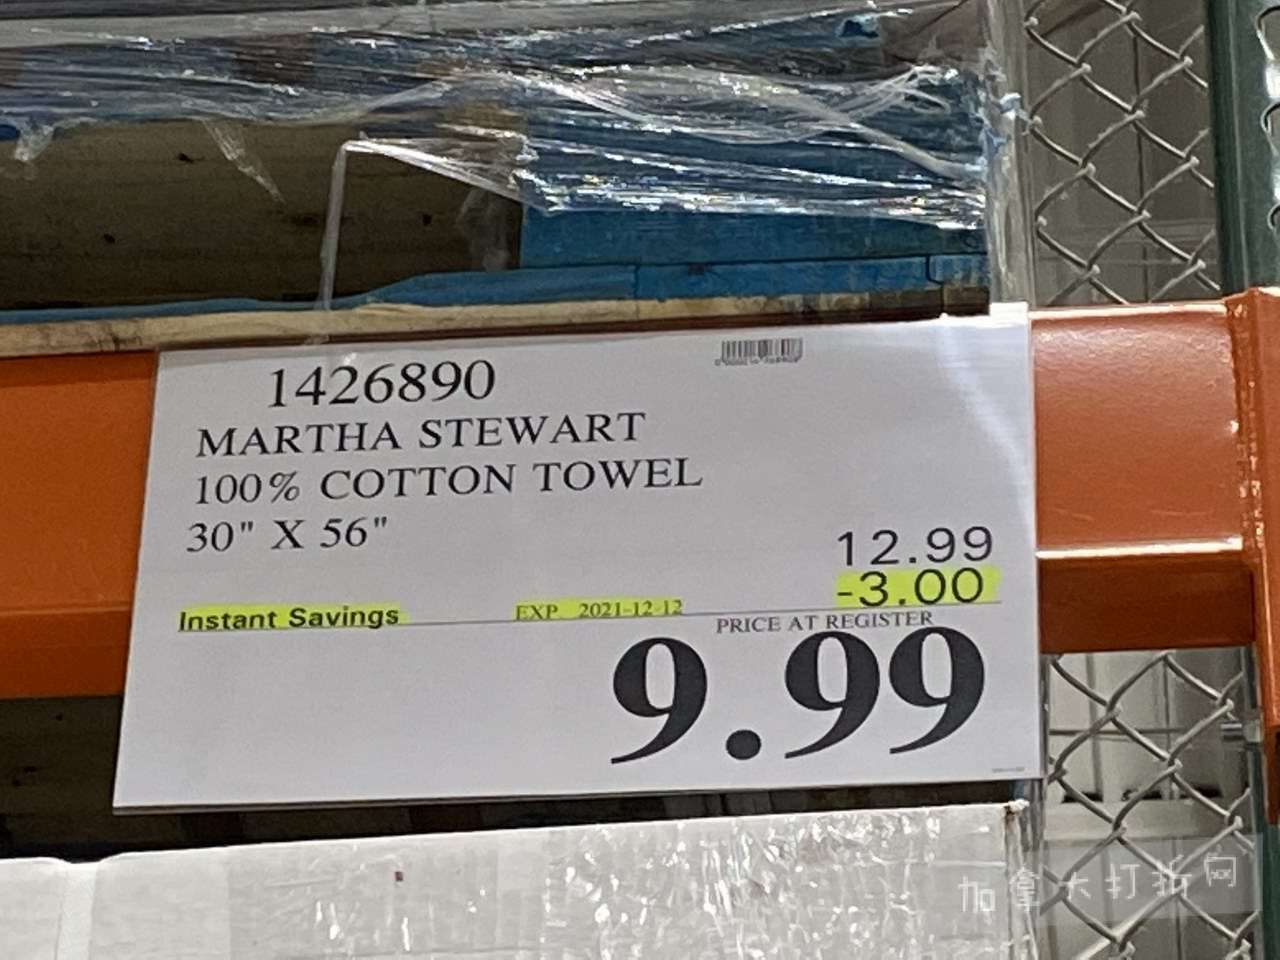 1426890
MARTHA STEWART
100% COTTON TOWEL
30" X 56"
12.99
-3.00
Instant Savings EXP 2021-12-12
PRICE AT REGISTER
9.99
加拿大打折网